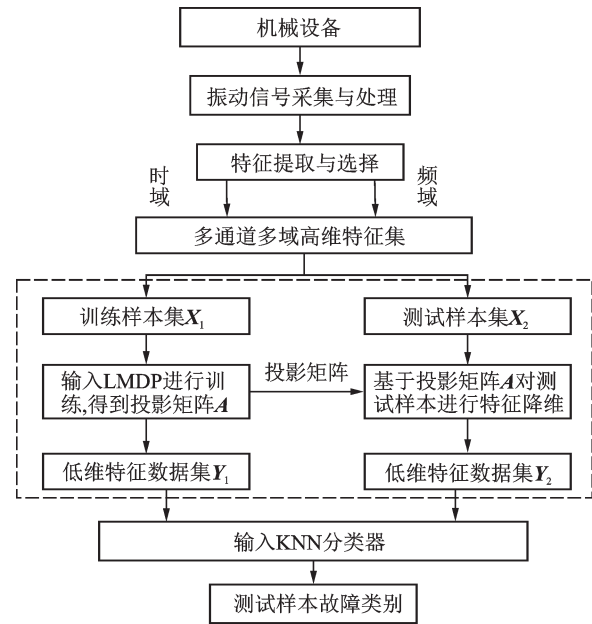 机械设备
振动信号采集与处理
特征提取与选择
时域
频域
多通道多域高维特征集
训练样本集X₁
测试样本集X₂
输入LMDP进行训
练,得到投影矩阵A
投影矩阵
基于投影矩阵A对测
试样本进行特征降维
低维特征数据集Y₁
低维特征数据集Y₂
输入KNN分类器
测试样本故障类别